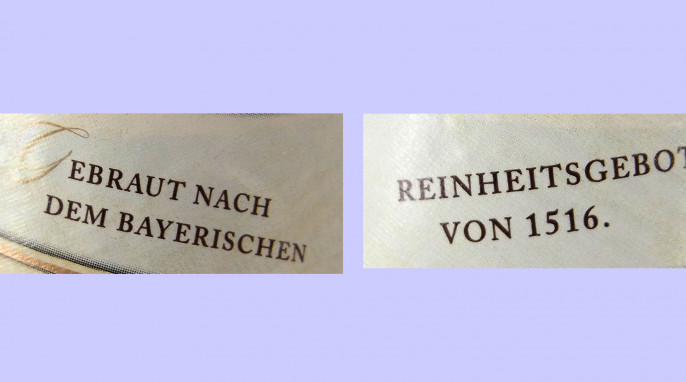 GEBRAUT NACH
DEM BAYERISCHEN
REINHEITSGEBOT
VON 1516.